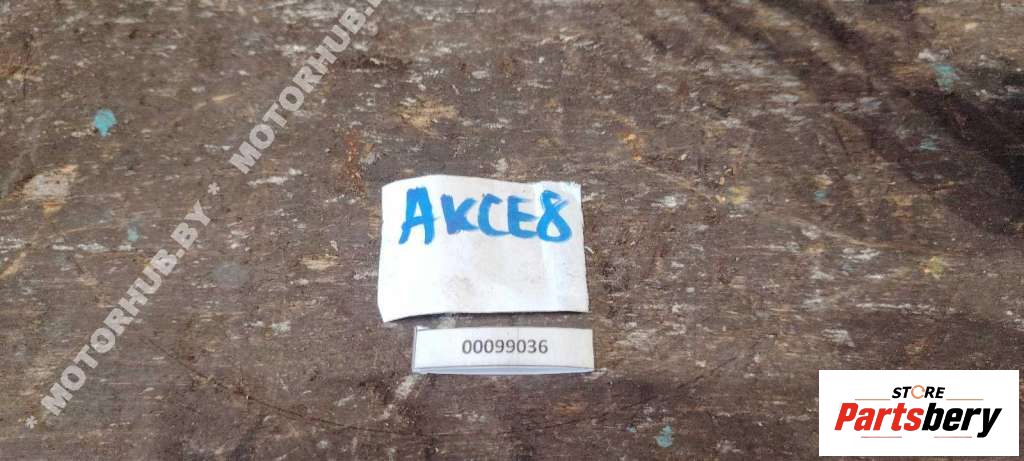 * MOTORHUB.BY
* MOTORHUB.BY
AKCE8
00099036
STORE
Partsbery